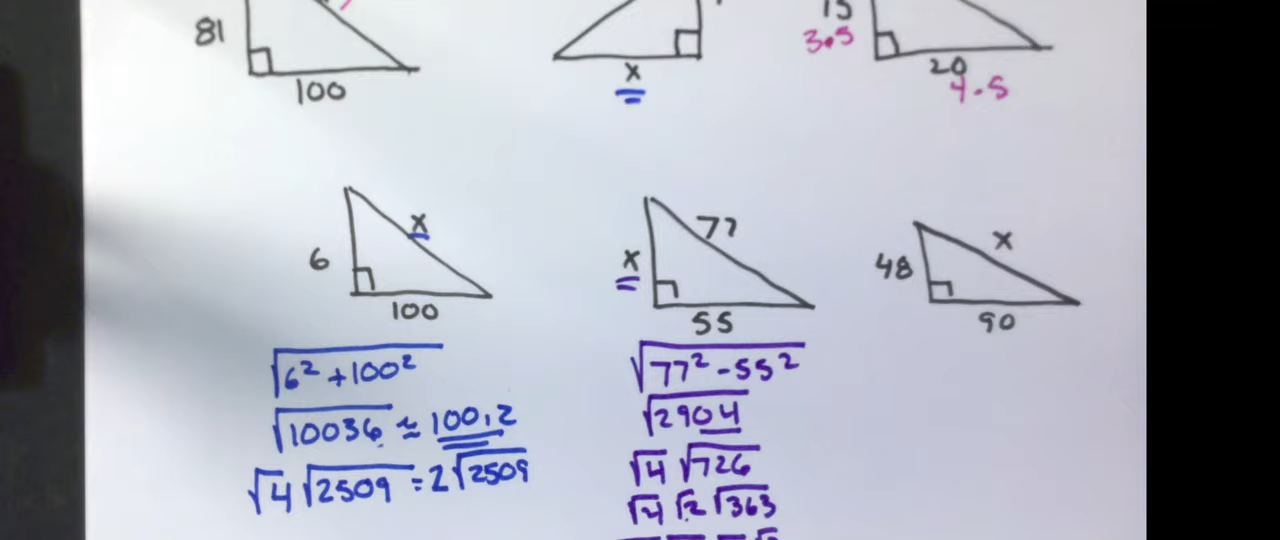 81
100
x
15
3·5
20
4·5
6
x
100
77
x
55
48
x
90
√6² + 100²
√10036 ≈ 100,2
√4 √2509 = 2√2509
√77² - 55²
√2904
√4 √726
√4 √2 √363